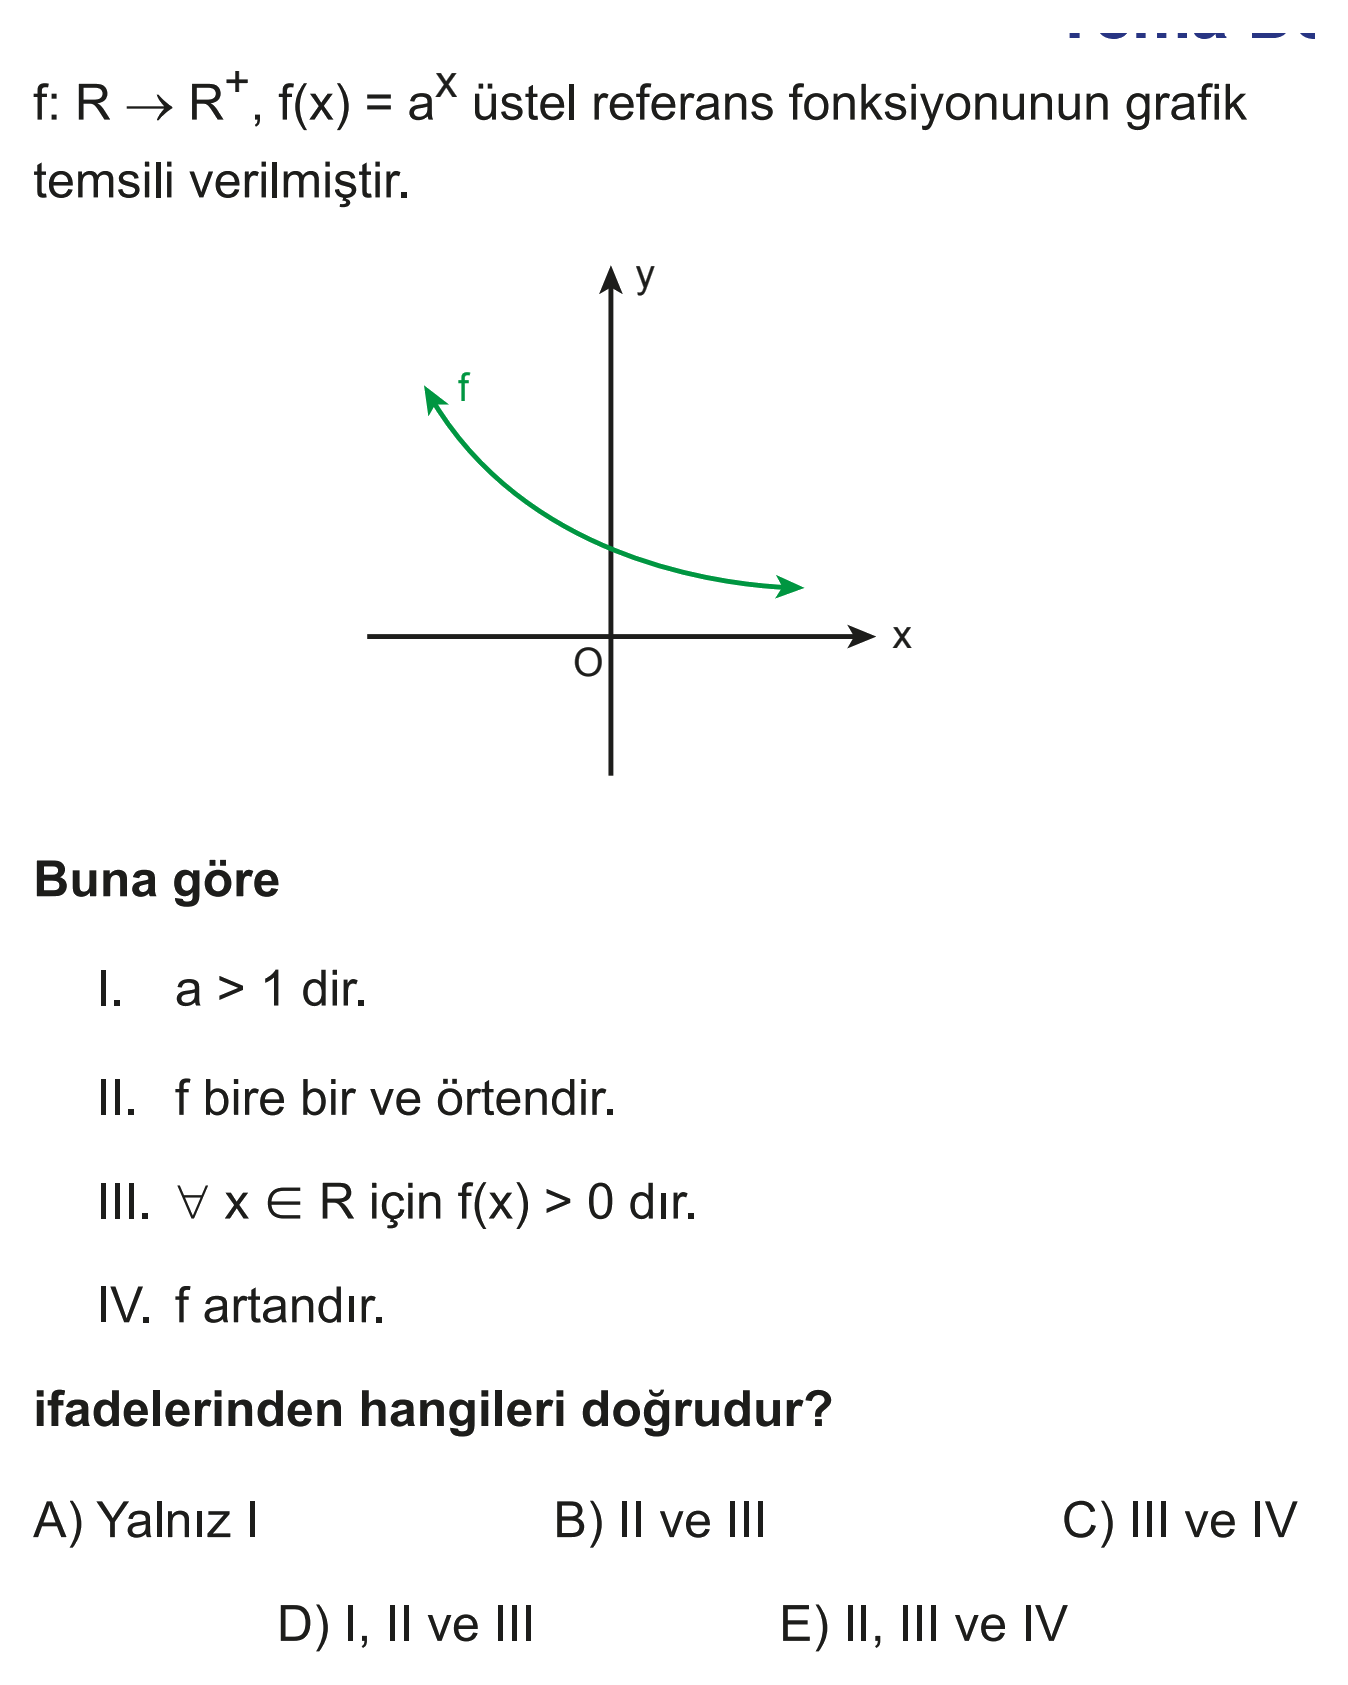 f: R → R⁺, f(x) = aˣ üstel referans fonksiyonunun grafik
temsili verilmiştir.
y
f
x
O
Buna göre
I. a > 1 dir.
II. f bire bir ve örtendir.
III. ∀ x ∈ R için f(x) > 0 dır.
IV. f artandır.
ifadelerinden hangileri doğrudur?
A) Yalnız I B) II ve III C) III ve IV
D) I, II ve III E) II, III ve IV